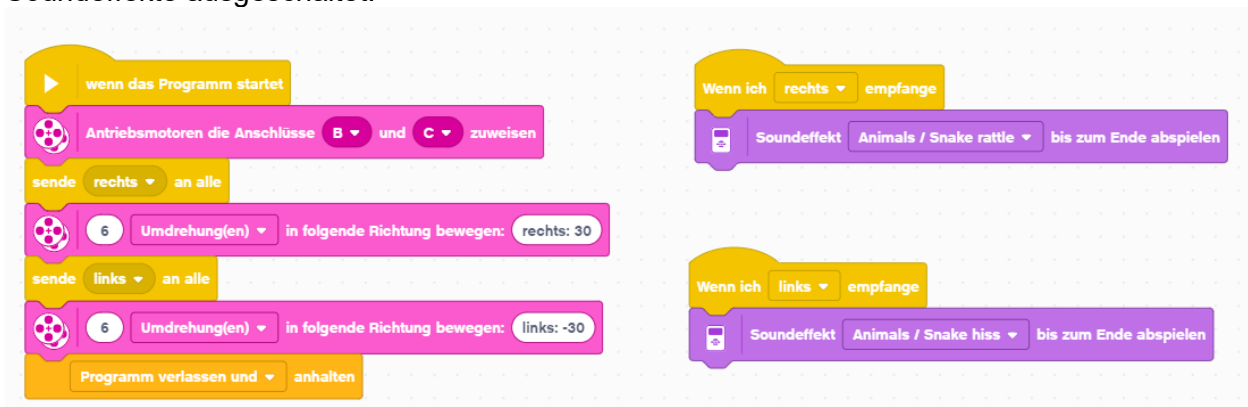 Soundeffekte ausgeschaltet.
wenn das Programm startet
Antriebsmotoren die Anschlüsse B und C zuweisen
sende rechts an alle
6 Umdrehung(en) in folgende Richtung bewegen: rechts: 30
sende links an alle
6 Umdrehung(en) in folgende Richtung bewegen: links: -30
Programm verlassen und anhalten
Wenn ich rechts empfange
Soundeffekt Animals / Snake rattle bis zum Ende abspielen
Wenn ich links empfange
Soundeffekt Animals / Snake hiss bis zum Ende abspielen